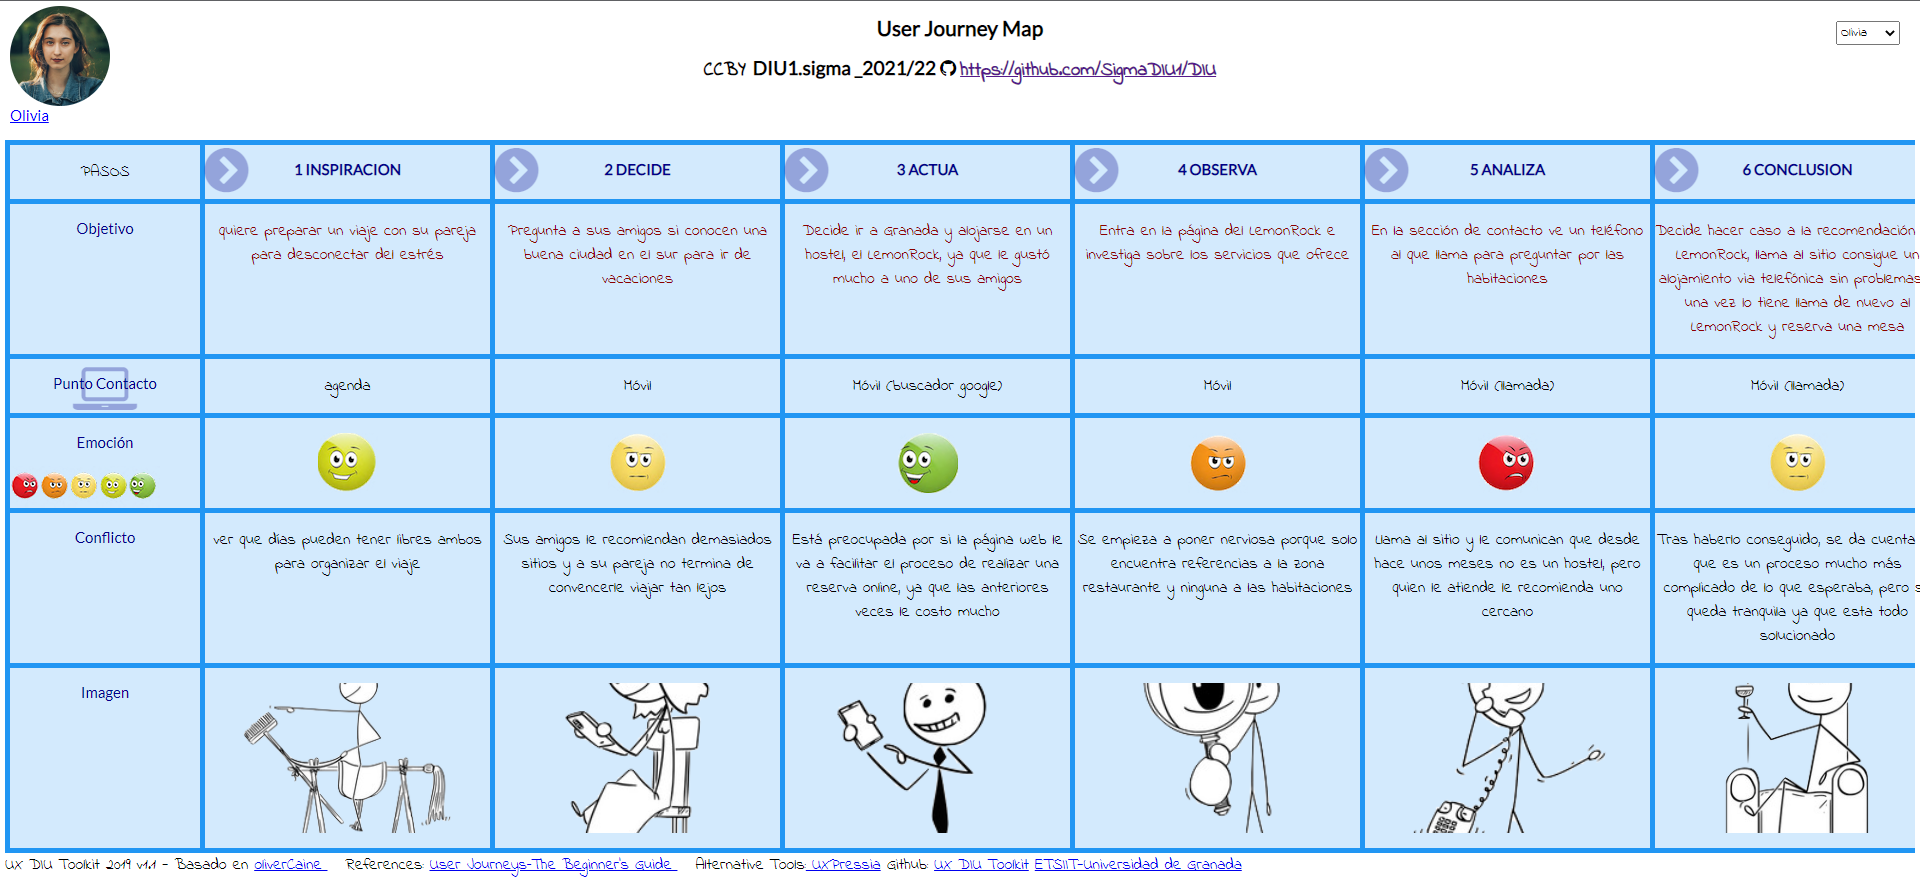 User Journey Map
Olivia
CCBY DIU1.sigma _2021/22 https://github.com/SigmaDIU1/DIU
Olivia
PASOS
1 INSPIRACION
2 DECIDE
3 ACTUA
4 OBSERVA
5 ANALIZA
6 CONCLUSION
Objetivo
quiere preparar un viaje con su pareja
para desconectar del estrés
Pregunta a sus amigos si conocen una
buena ciudad en el sur para ir de
vacaciones
Decide ir a Granada y alojarse en un
hostel, el LemonRock, ya que le gustó
mucho a uno de sus amigos
Entra en la página del LemonRock e
investiga sobre los servicios que ofrece
En la sección de contacto ve un teléfono
al que llama para preguntar por las
habitaciones
Decide hacer caso a la recomendación
LemonRock, llama al sitio consigue un
alojamiento via telefónica sin problemas
una vez lo tiene llama de nuevo al
LemonRock y reserva una mesa
Punto Contacto
agenda
Móvil
Móvil (buscador google)
Móvil
Móvil (llamada)
Móvil (llamada)
Emoción
Conflicto
ver que días pueden tener libres ambos
para organizar el viaje
Sus amigos le recomiendan demasiados
sitios y a su pareja no termina de
convencerle viajar tan lejos
Está preocupada por si la página web le
va a facilitar el proceso de realizar una
reserva online, ya que las anteriores
veces le costo mucho
Se empieza a poner nerviosa porque solo
encuentra referencias a la zona
restaurante y ninguna a las habitaciones
Llama al sitio y le comunican que desde
hace unos meses no es un hostel, pero
quien le atiende le recomienda uno
cercano
Tras haberlo conseguido, se da cuenta
que es un proceso mucho más
complicado de lo que esperaba, pero s
queda tranquila ya que esta todo
solucionado
Imagen
UX DIU Toolkit 2019 v1.1 - Basado en oliverCaine References: User Journeys-The Beginner's Guide Alternative Tools: UXPressia Github: UX DIU Toolkit ETSIIT-Universidad de Granada